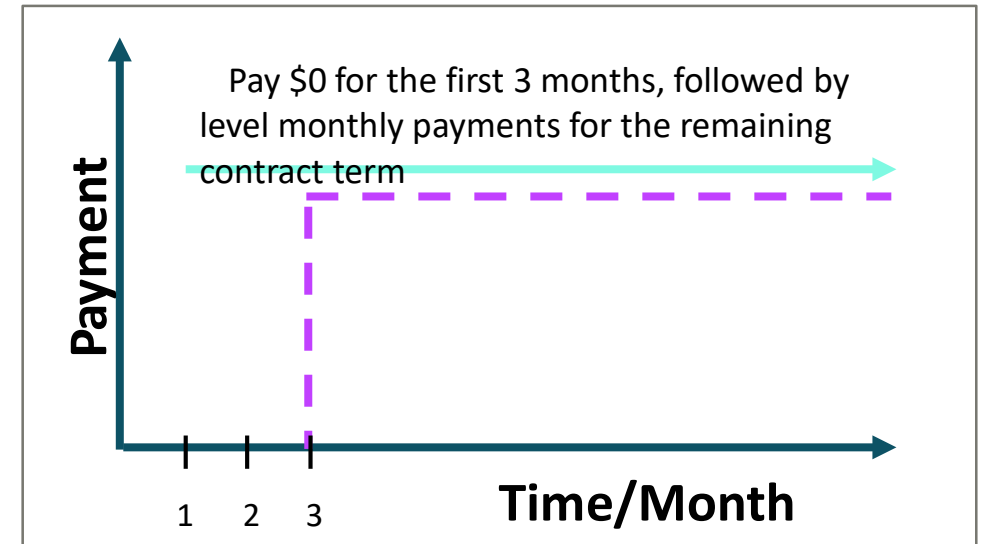 Pay $0 for the first 3 months, followed by
level monthly payments for the remaining
contract term
Payment
1 2 3
Time/Month